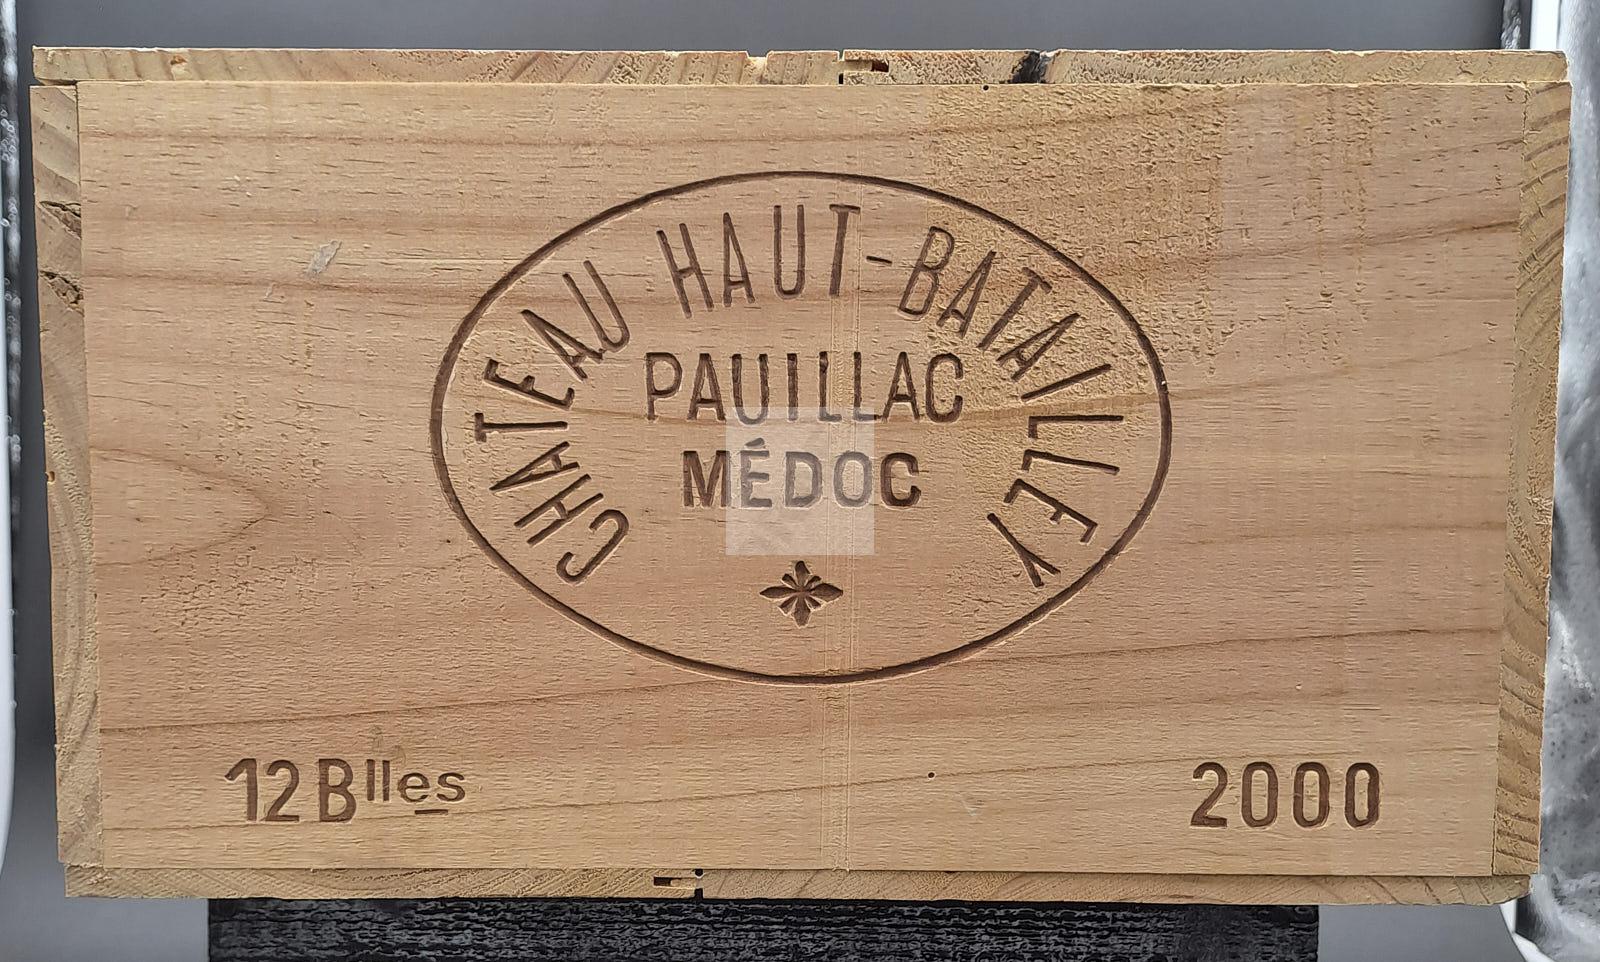 CHATEAU HAUT-BATAILLEY
PAUILLAC
MÉDOC
12 Blles
2000